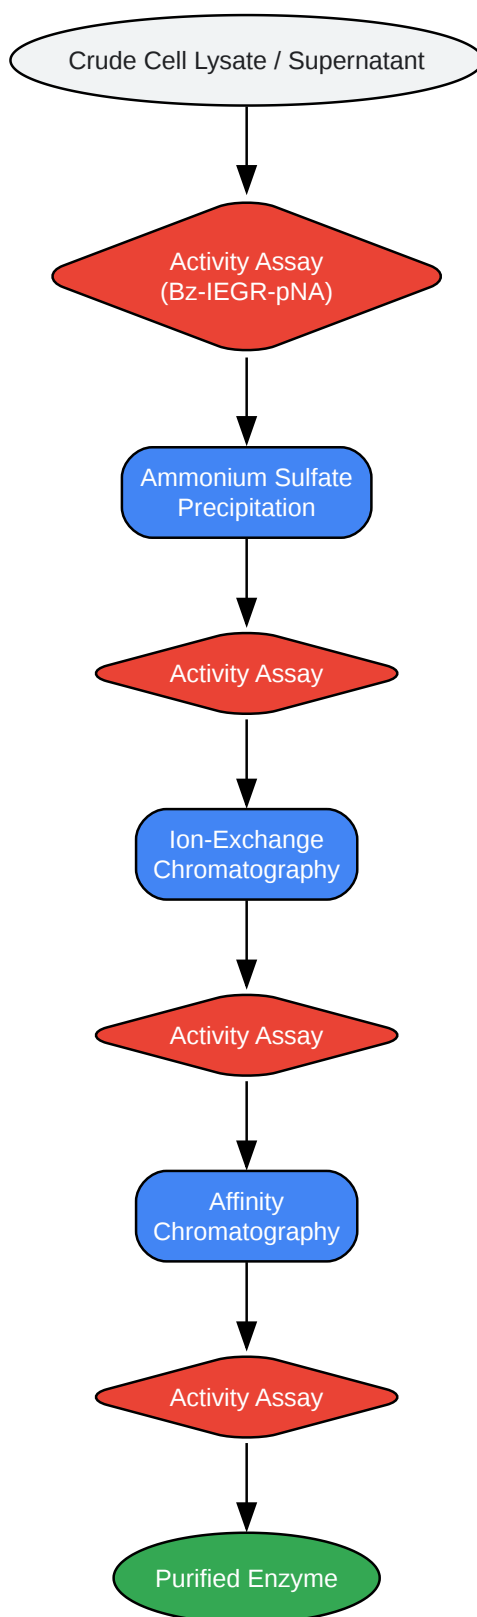 Crude Cell Lysate / Supernatant
Activity Assay
(Bz-IEGR-pNA)
Ammonium Sulfate
Precipitation
Activity Assay
Ion-Exchange
Chromatography
Activity Assay
Affinity
Chromatography
Activity Assay
Purified Enzyme